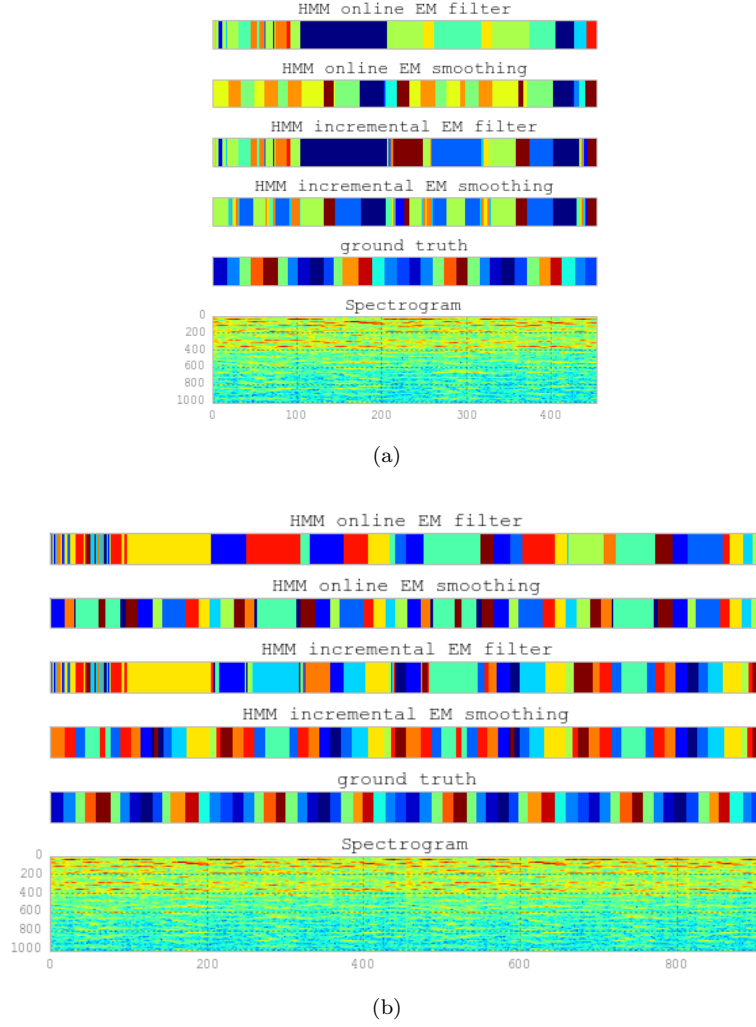 HMM online EM filter
HMM online EM smoothing
HMM incremental EM filter
HMM incremental EM smoothing
ground truth
Spectrogram
0
200
400
600
800
1000
0 100 200 300 400
(a)
HMM online EM filter
HMM online EM smoothing
HMM incremental EM filter
HMM incremental EM smoothing
ground truth
Spectrogram
0
200
400
600
800
1000
0 200 400 600 800
(b)